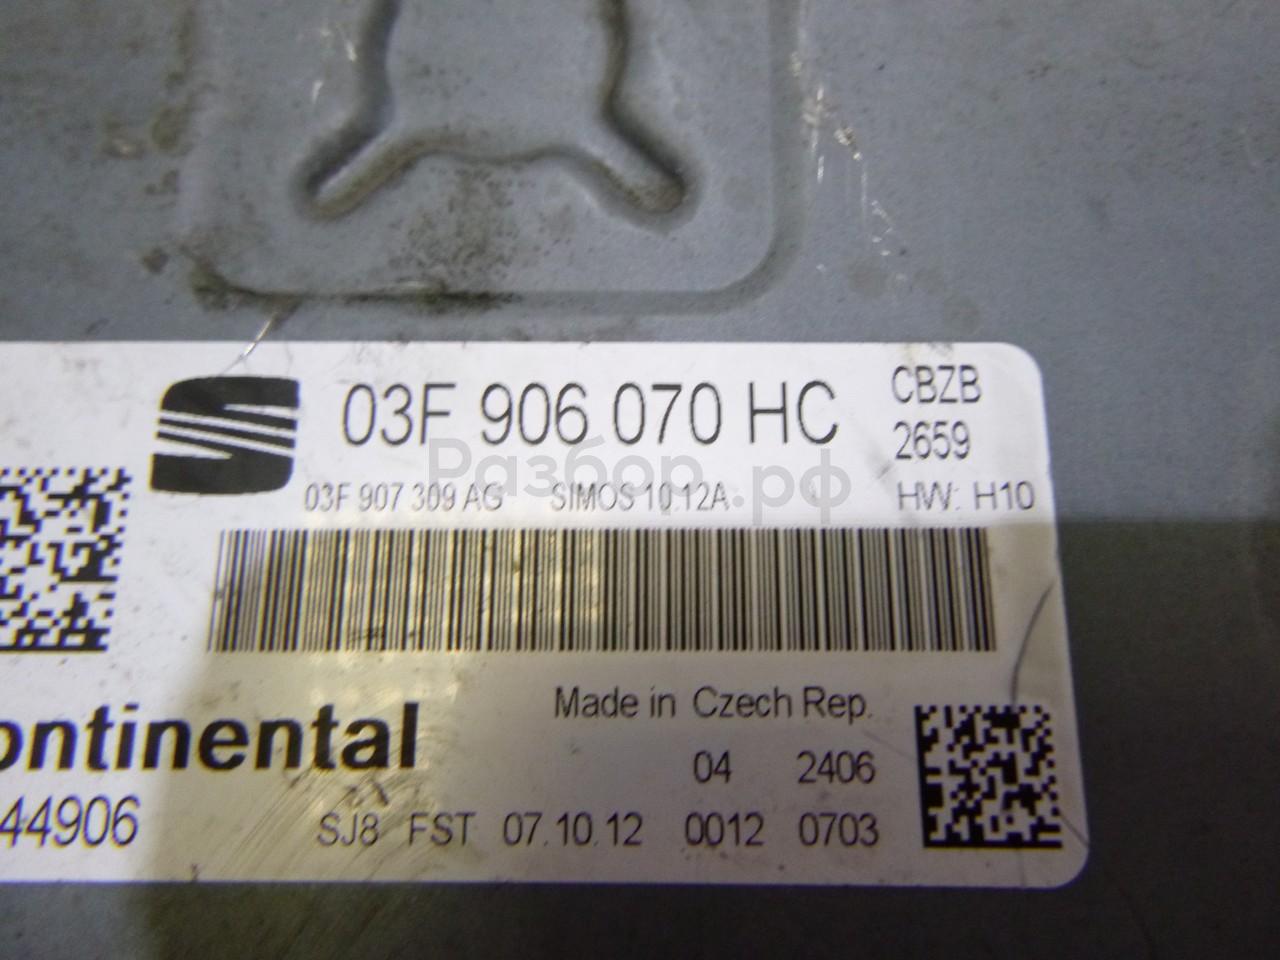 03F 906 070 HC
CBZB
2659
03F 907 309 AG SIMOS 10.12A HW: H10
Разбор.рф
Made in Czech Rep.
ontinental
04 2406
44906
SJ8 FST 07.10.12 0012 0703